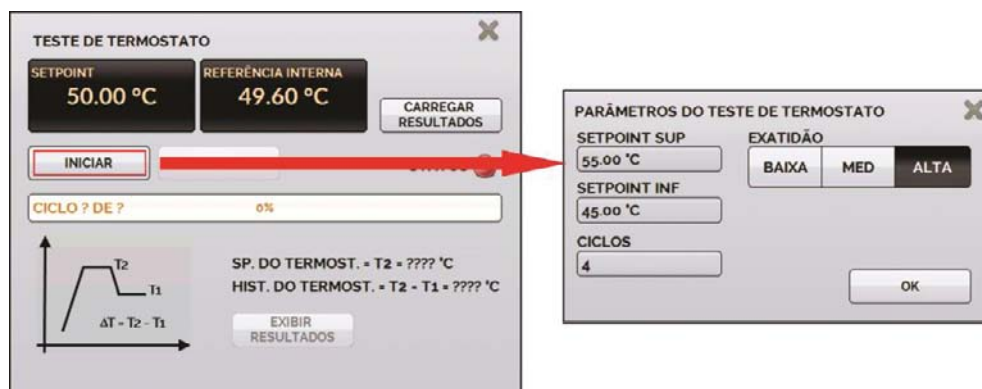 TESTE DE TERMOSTATO
SETPOINT
50.00 °C
REFERÊNCIA INTERNA
49.60 °C
CARREGAR
RESULTADOS
INICIAR
CICLO ? DE ?
0%
T2
T1
ΔT = T2 - T1
SP. DO TERMOST. = T2 = ???? °C
HIST. DO TERMOST. = T2 - T1 = ???? °C
EXIBIR
RESULTADOS
PARÂMETROS DO TESTE DE TERMOSTATO
SETPOINT SUP
55.00 °C
SETPOINT INF
45.00 °C
CICLOS
4
EXATIDÃO
BAIXA MED ALTA
OK